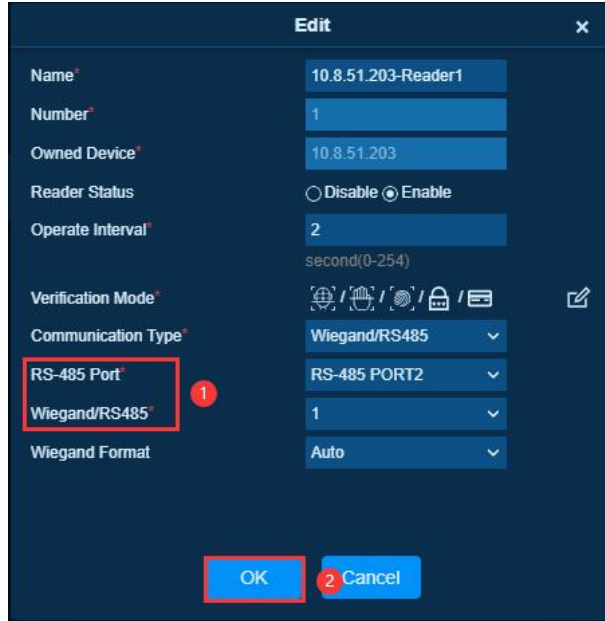 Edit
Name*
10.8.51.203-Reader1
Number*
1
Owned Device*
10.8.51.203
Reader Status
Disable Enable
Operate Interval*
2
second(0-254)
Verification Mode*
/ / / /
Communication Type*
Wiegand/RS485
RS-485 Port*
RS-485 PORT2
1
Wiegand/RS485*
1
Wiegand Format
Auto
OK
2
Cancel